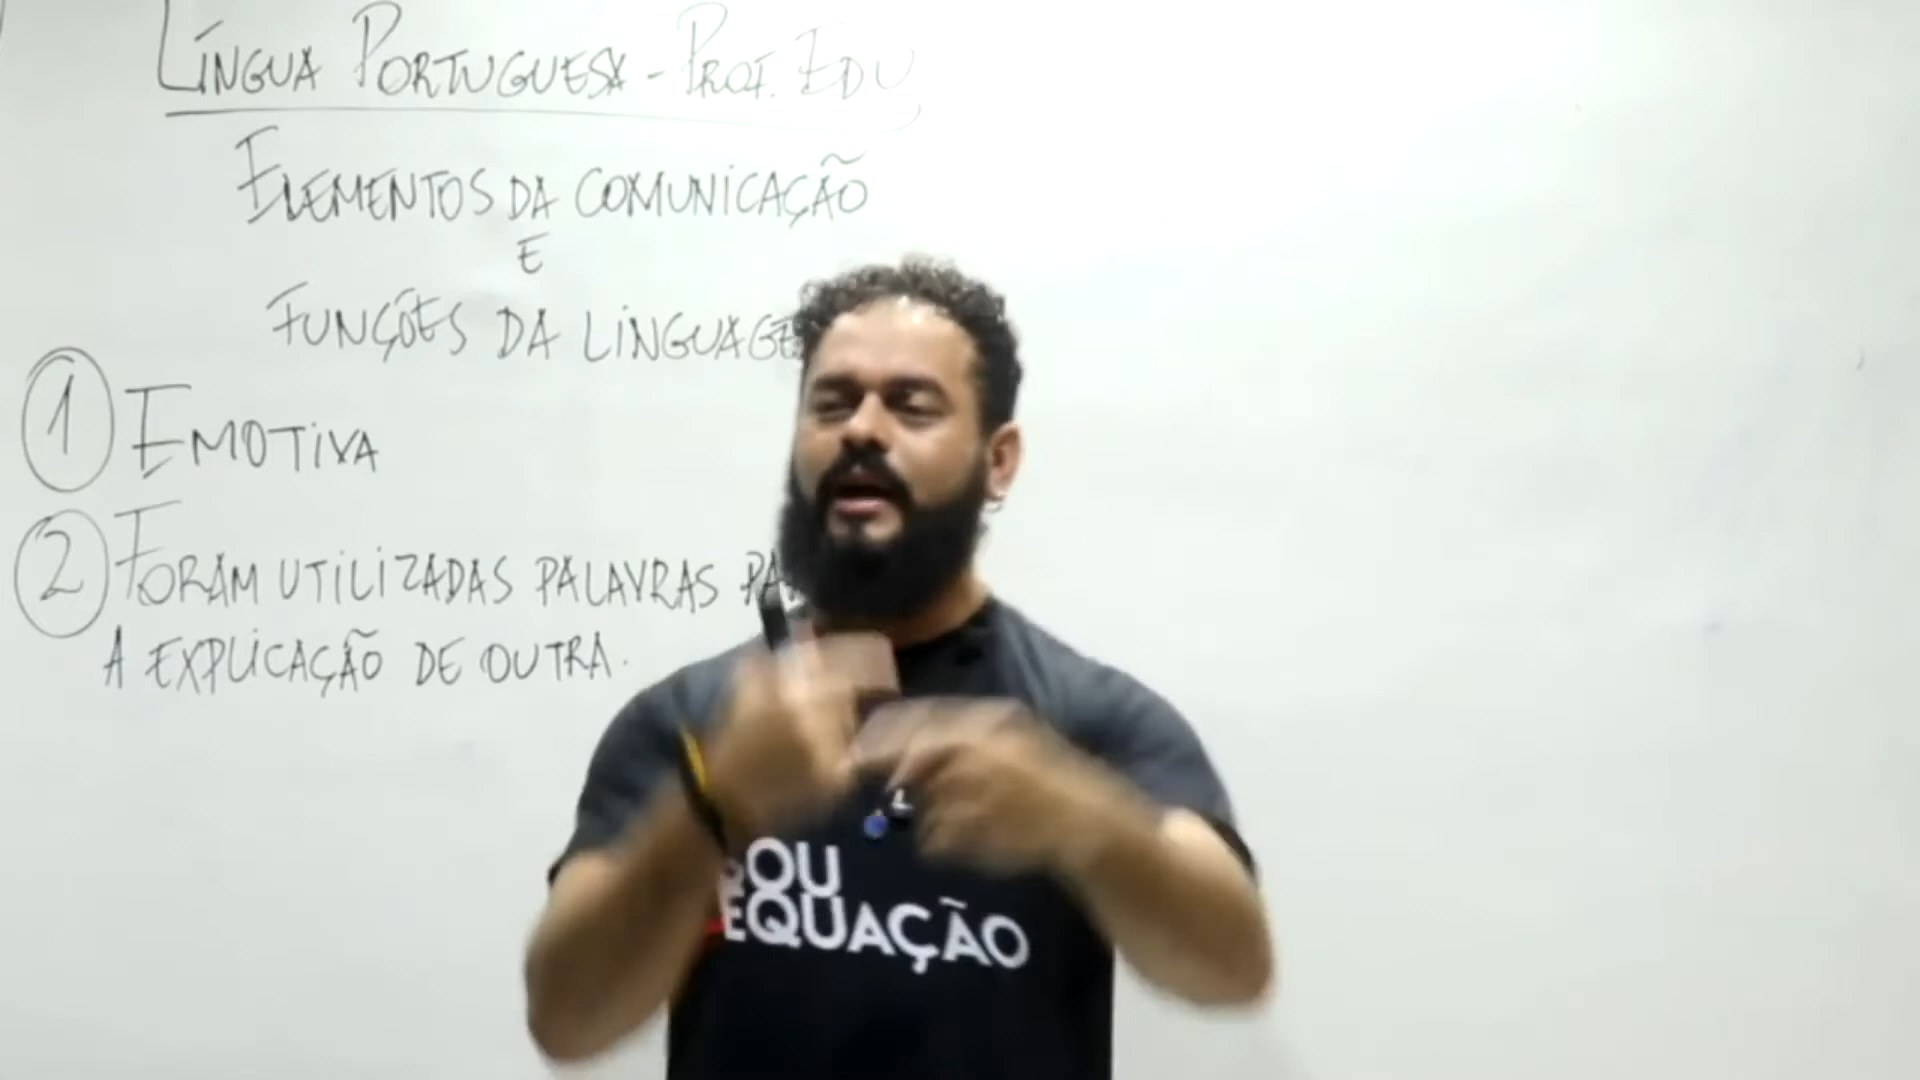 LÍNGUA PORTUGUESA - PROF. EDU
ELEMENTOS DA COMUNICAÇÃO
E
FUNÇÕES DA LINGUAGE
1 EMOTIVA
2 FORAM UTILIZADAS PALAVRAS PA
A EXPLICAÇÃO DE OUTRA.
OU
EQUAÇÃO